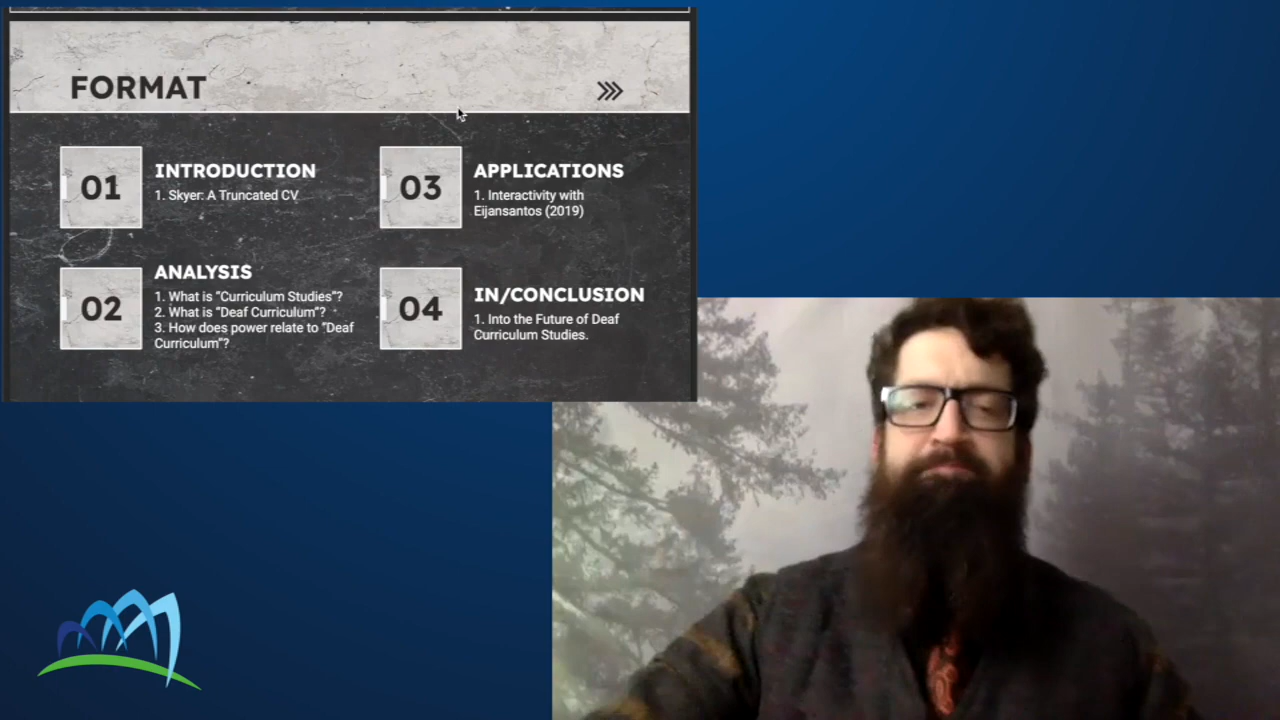 FORMAT
01
INTRODUCTION
1. Skyer: A Truncated CV
02
ANALYSIS
1. What is “Curriculum Studies”?
2. What is “Deaf Curriculum”?
3. How does power relate to “Deaf
Curriculum”?
03
APPLICATIONS
1. Interactivity with
Eijansantos (2019)
04
IN/CONCLUSION
1. Into the Future of Deaf
Curriculum Studies.